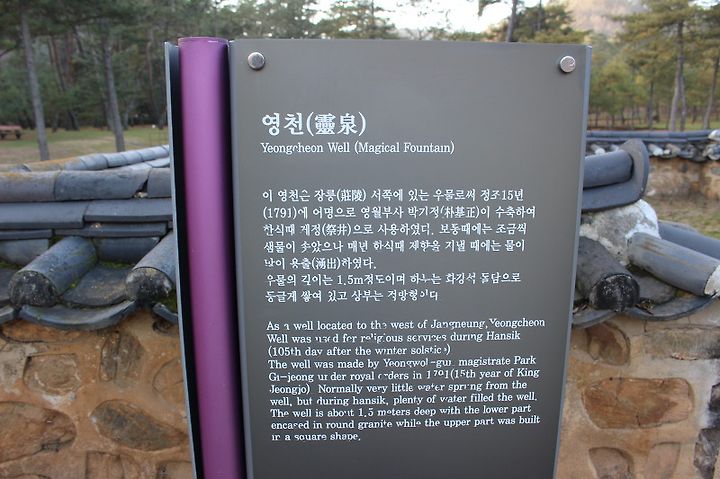 영천(靈泉)
Yeongcheon Well (Magical Fountain)
이 영천은 장릉(莊陵) 서쪽에 있는 우물로써 정조15년
(1791)에 어명으로 영월부사 박기정(朴基正)이 수축하여
한식때 제정(祭井)으로 사용하였다. 보통때에는 조금씩
샘물이 솟았으나 매년 한식때 제향을 지낼 때에는 물이
많이 용출(湧出)하였다.
우물의 깊이는 1.5m정도이며 하부는 화강석 돌담으로
둥글게 쌓여 있고 상부는 정방형이다
As a well located to the west of Jangneung, Yeongcheon
Well was used for religious services during Hansik
(105th day after the winter solstice)
The well was made by Yeongwol-gun magistrate Park
Gi-jeong under royal orders in 1791(15th year of King
Jeongjo) Normally very little water sprung from the
well, but during hansik, plenty of water filled the well.
The well is about 1.5 meters deep with the lower part
encased in round granite while the upper part was built
in a square shape.